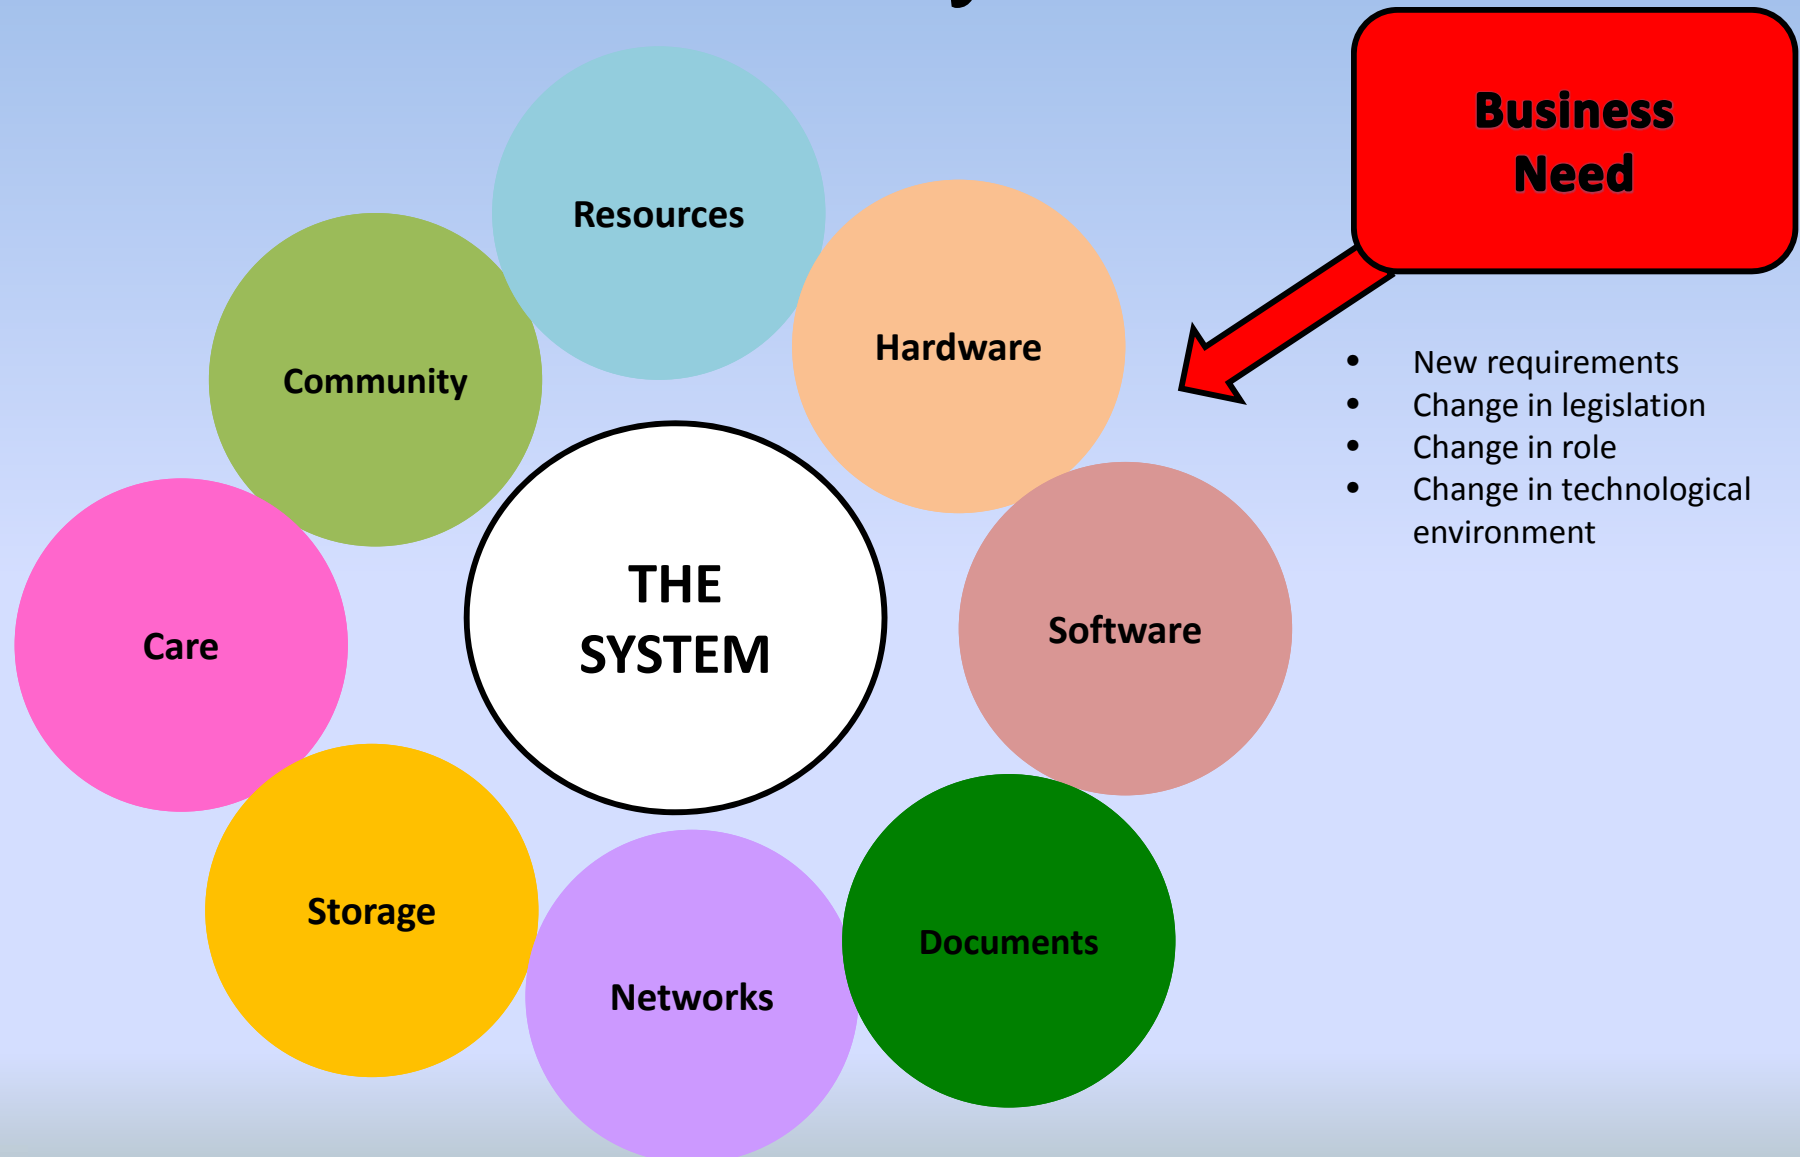 Business
Need
Resources
Hardware
Community
• New requirements
• Change in legislation
• Change in role
• Change in technological
environment
THE
SYSTEM
Care
Software
Storage
Documents
Networks